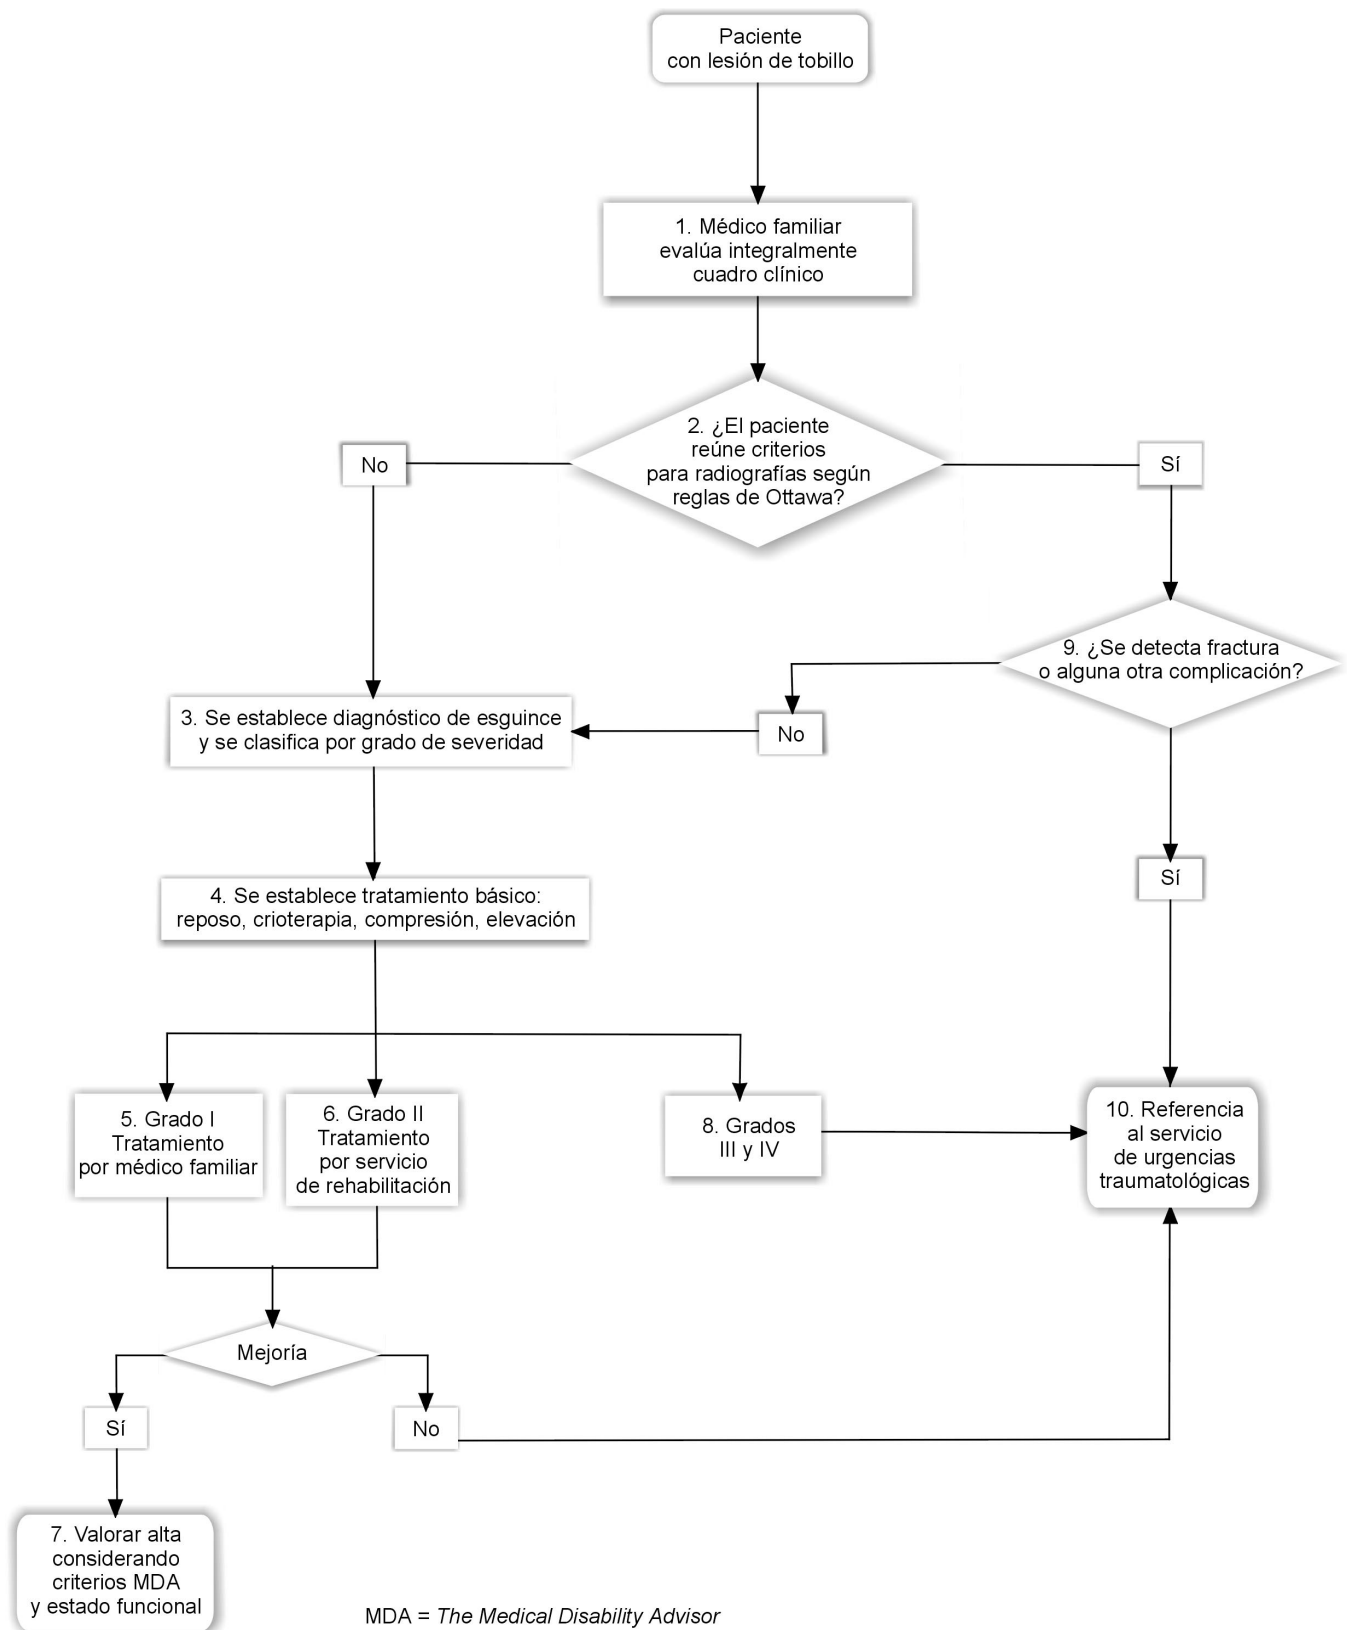 Paciente
con lesión de tobillo
1. Médico familiar
evalúa integralmente
cuadro clínico
2. ¿El paciente
reúne criterios
para radiografías según
reglas de Ottawa?
No
Sí
9. ¿Se detecta fractura
o alguna otra complicación?
3. Se establece diagnóstico de esguince
y se clasifica por grado de severidad
No
Sí
4. Se establece tratamiento básico:
reposo, crioterapia, compresión, elevación
5. Grado I
Tratamiento
por médico familiar
6. Grado II
Tratamiento
por servicio
de rehabilitación
8. Grados
III y IV
10. Referencia
al servicio
de urgencias
traumatológicas
Mejoría
Sí
No
7. Valorar alta
considerando
criterios MDA
y estado funcional
MDA = The Medical Disability Advisor